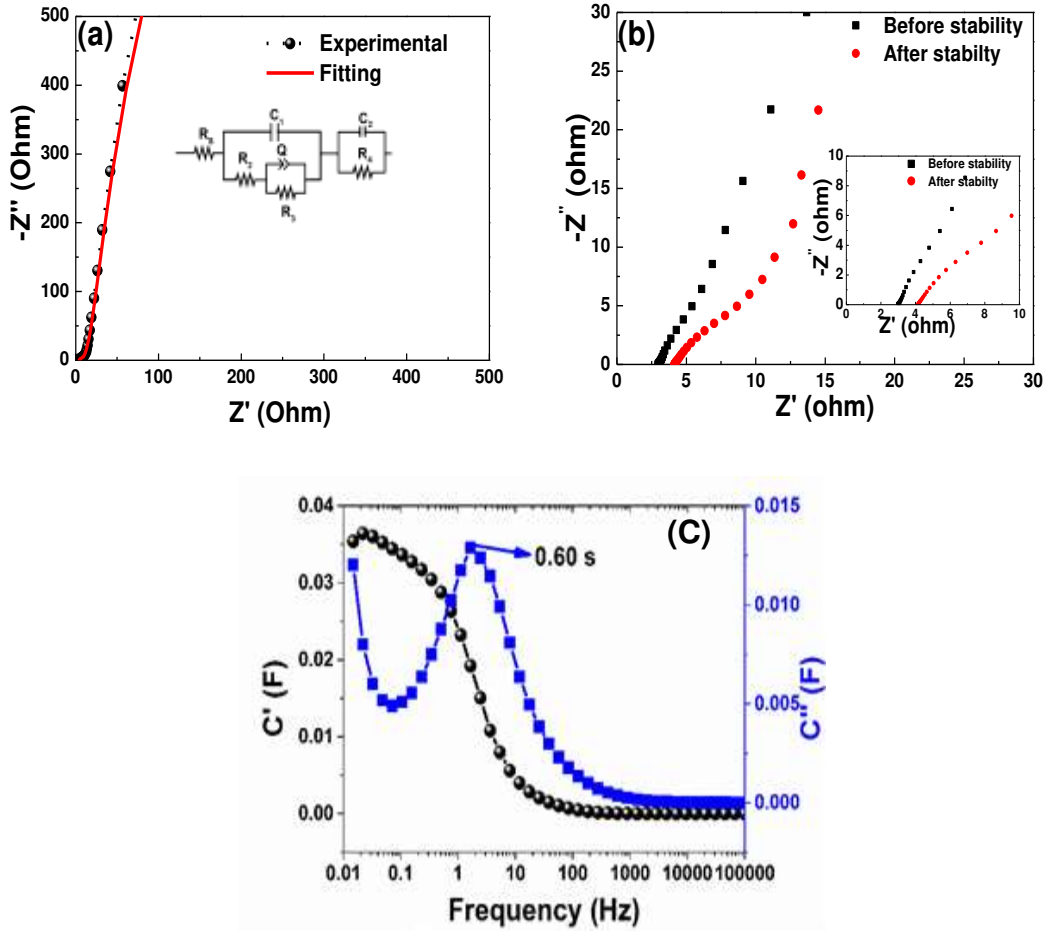 (a)
Experimental
Fitting
C1
Q
R2
R3
C2
R4
500
400
300
200
100
0
-Z'' (Ohm)
0 100 200 300 400 500
Z' (Ohm)
(b)
Before stability
After stabilty
30
25
20
15
10
5
0
-Z'' (ohm)
0 5 10 15 20 25 30
Z' (ohm)
Before stability
After stabilty
10
8
6
4
2
0
-Z'' (ohm)
0 2 4 6 8 10
Z' (ohm)
(C)
0.60 s
0.04
0.03
0.02
0.01
0.00
C' (F)
0.015
0.010
0.005
0.000
C'' (F)
0.01 0.1 1 10 100 1000 10000 100000
Frequency (Hz)